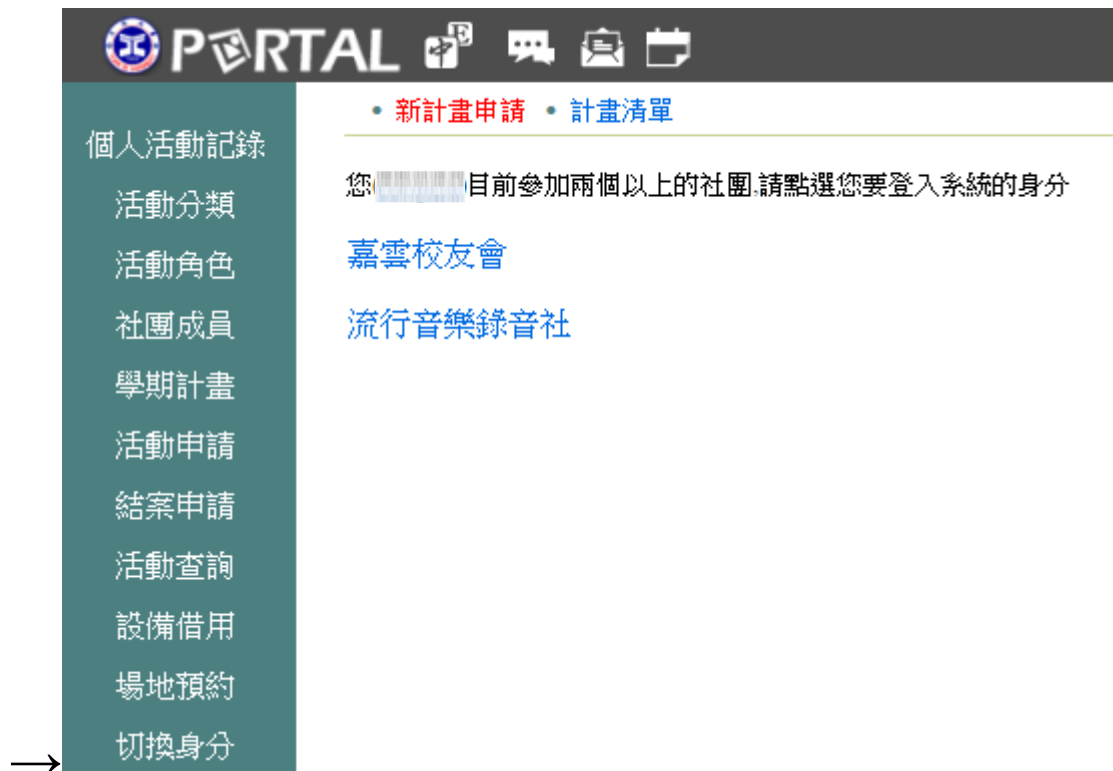 PORTAL E
• 新計畫申請 • 計畫清單
您( )目前參加兩個以上的社團,請點選您要登入系統的身分
嘉雲校友會
流行音樂錄音社
個人活動記錄
活動分類
活動角色
社團成員
學期計畫
活動申請
結案申請
活動查詢
設備借用
場地預約
→ 切換身分